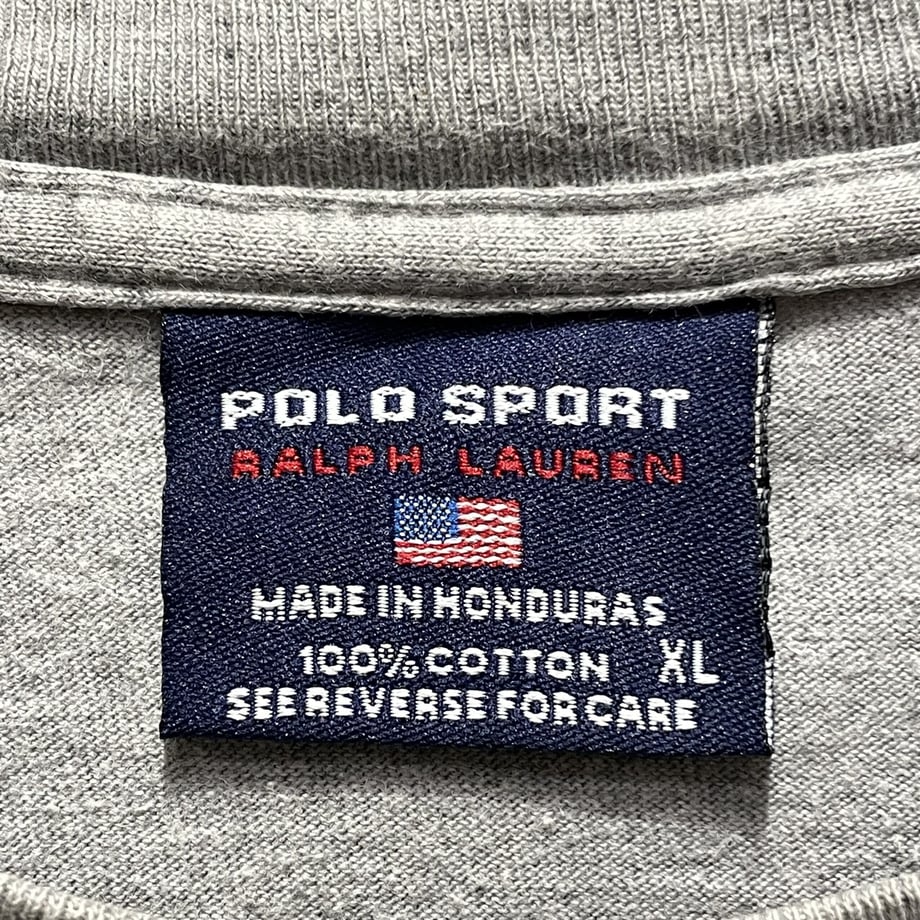 POLO SPORT
RALPH LAUREN
MADE IN HONDURAS
100% COTTON XL
SEE REVERSE FOR CARE